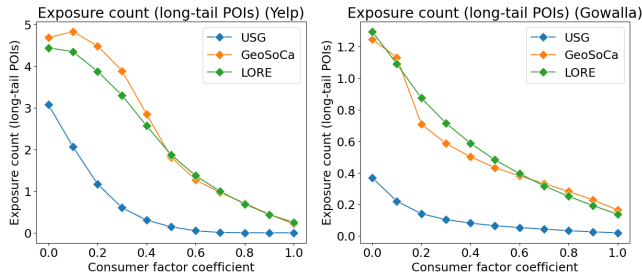 Exposure count (long-tail POIs) (Yelp)
Exposure count (long-tail POIs)
5
4
3
2
1
0
0.0 0.2 0.4 0.6 0.8 1.0
Consumer factor coefficient
USG
GeoSoCa
LORE
Exposure count (long-tail POIs) (Gowalla)
Exposure count (long-tail POIs)
1.2
1.0
0.8
0.6
0.4
0.2
0.0
0.0 0.2 0.4 0.6 0.8 1.0
Consumer factor coefficient
USG
GeoSoCa
LORE